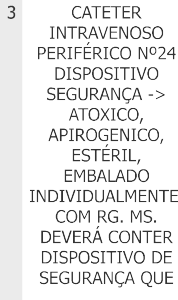 3 CATETER
INTRAVENOSO
PERIFÉRICO Nº24
DISPOSITIVO
SEGURANÇA ->
ATOXICO,
APIROGENICO,
ESTÉRIL,
EMBALADO
INDIVIDUALMENTE
COM RG. MS.
DEVERÁ CONTER
DISPOSITIVO DE
SEGURANÇA QUE